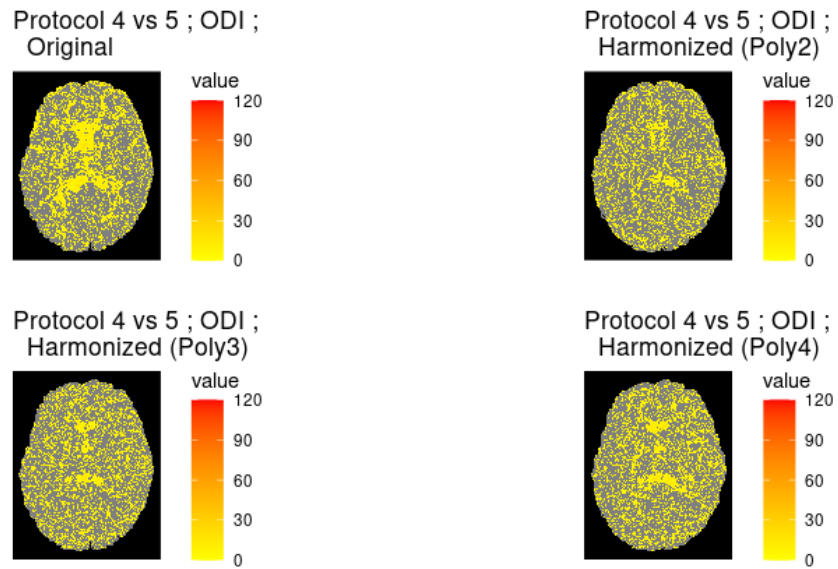 Protocol 4 vs 5 ; ODI ;
Original
value
120
90
60
30
0
Protocol 4 vs 5 ; ODI ;
Harmonized (Poly2)
value
120
90
60
30
0
Protocol 4 vs 5 ; ODI ;
Harmonized (Poly3)
value
120
90
60
30
0
Protocol 4 vs 5 ; ODI ;
Harmonized (Poly4)
value
120
90
60
30
0